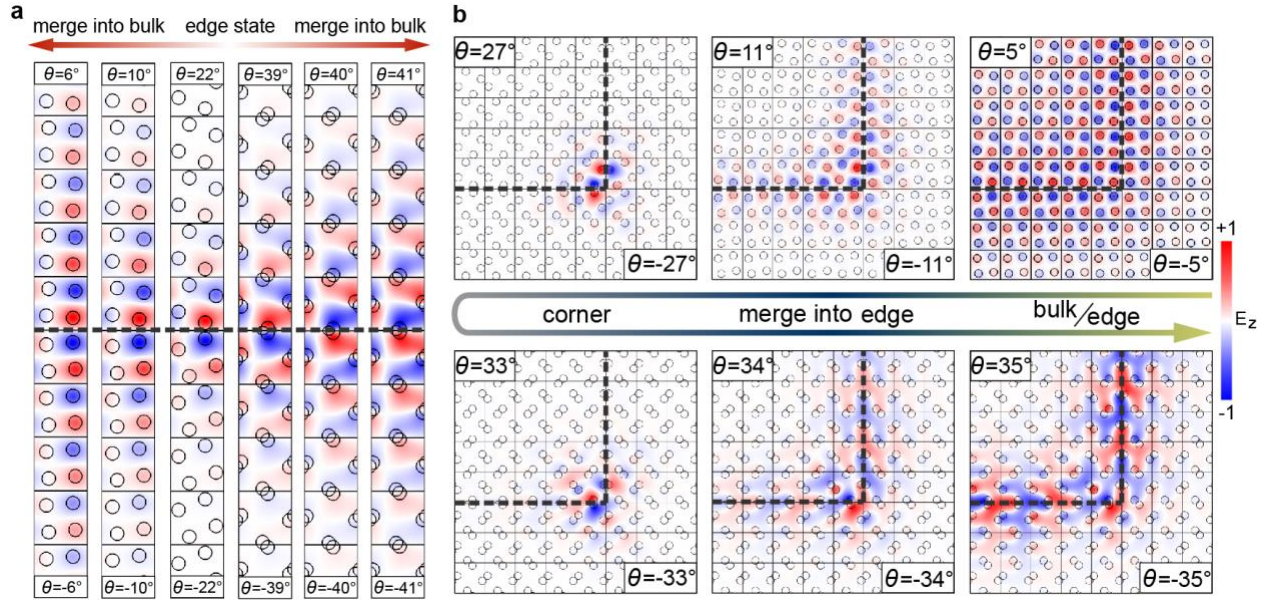 a
merge into bulk edge state merge into bulk
θ=6° θ=10° θ=22° θ=39° θ=40° θ=41°
θ=-6° θ=-10° θ=-22° θ=-39° θ=-40° θ=-41°
b
θ=27° θ=11° θ=5°
θ=-27° θ=-11° θ=-5°
corner merge into edge bulk/edge
θ=33° θ=34° θ=35°
θ=-33° θ=-34° θ=-35°
+1
E_z
-1